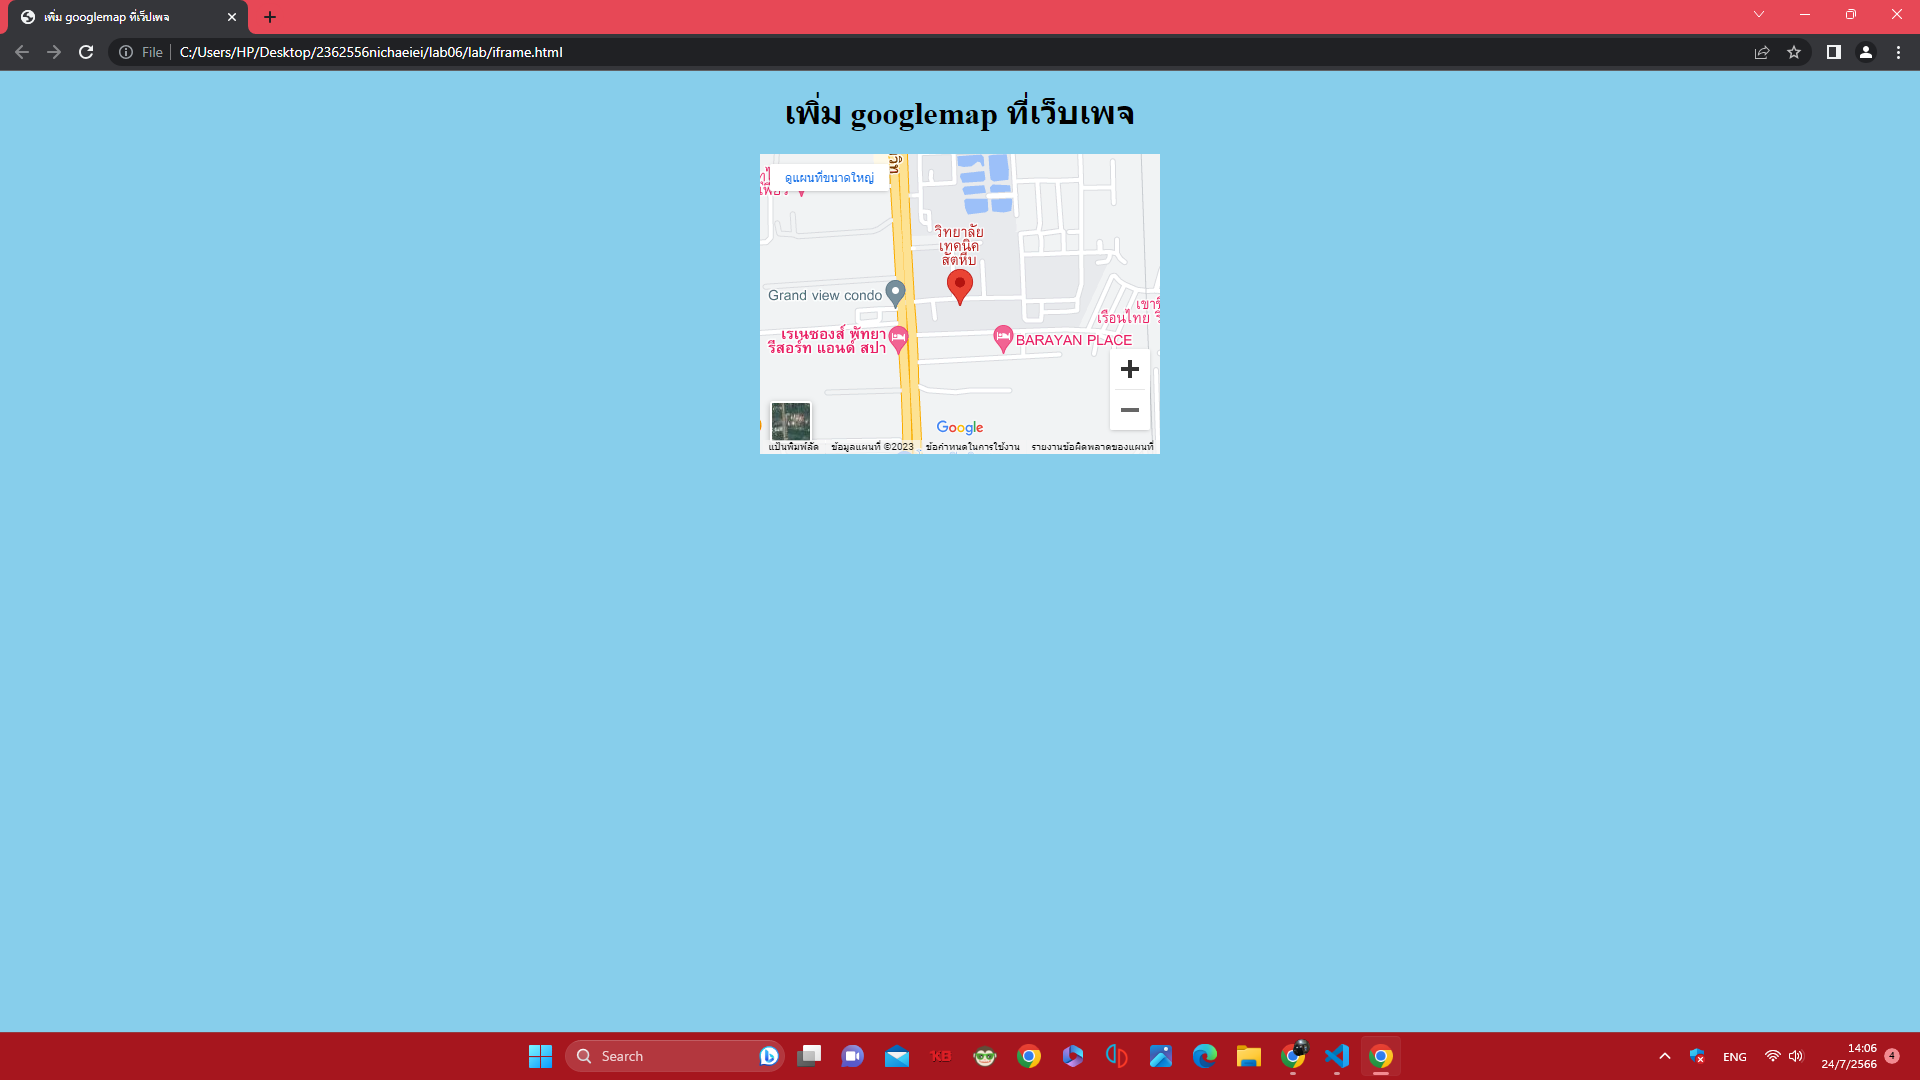 เพิ่ม googlemap ที่เว็บเพจ
File
C:/Users/HP/Desktop/2362556nichaeiei/lab06/lab/iframe.html
เพิ่ม googlemap ที่เว็บเพจ
ดูแผนที่ขนาดใหญ่
วิทยาลัย
เทคนิค
สัตหีบ
Grand view condo
เขาชี
เรือนไทย
เรเนซองส์ พัทยา
รีสอร์ท แอนด์ สปา
BARAYAN PLACE
Google
แป้นพิมพ์ลัด
ข้อมูลแผนที่ ©2023
ข้อกำหนดในการใช้งาน
รายงานข้อผิดพลาดของแผนที่
Search
ENG
14:06
24/7/2566
4